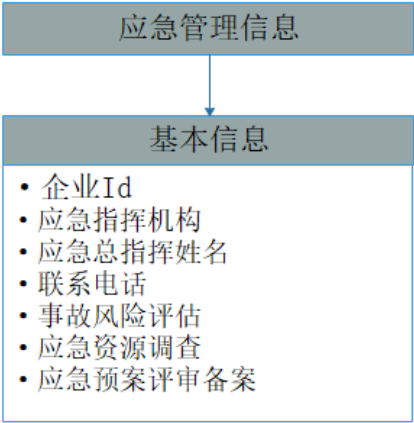 应急管理信息
基本信息
• 企业Id
• 应急指挥机构
• 应急总指挥姓名
• 联系电话
• 事故风险评估
• 应急资源调查
• 应急预案评审备案